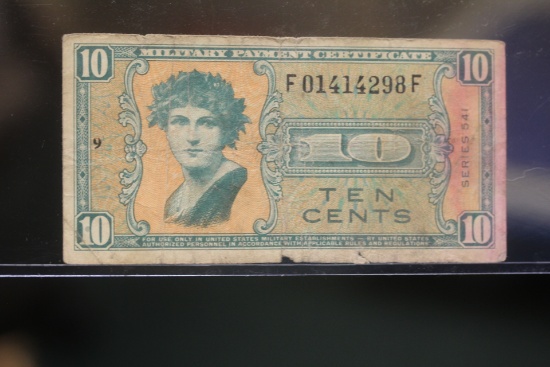 10 MILITARY PAYMENT CERTIFICATE 10
F 01414298 F
9
10
SERIES 541
TEN
CENTS
10 10
FOR USE ONLY IN UNITED STATES MILITARY ESTABLISHMENTS — BY UNITED STATES
AUTHORIZED PERSONNEL IN ACCORDANCE WITH APPLICABLE RULES AND REGULATIONS